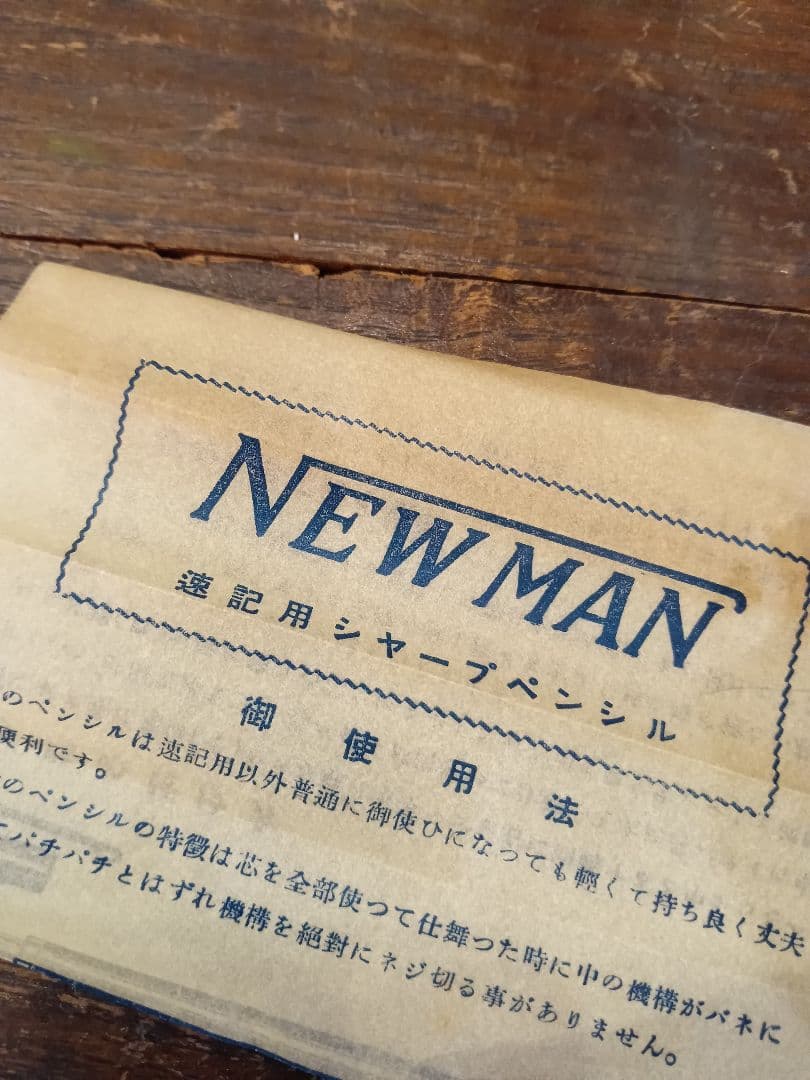 NEW MAN
速記用シヤープペンシル
御使用法
のペンシルは速記用以外普通に御使ひになつても輕くて持ち良く丈夫
便利です。
のペンシルの特徴は芯を全部使つて仕舞つた時に中の機構がバネに
てパチパチとはずれ機構を絶對にネジ切る事がありません。